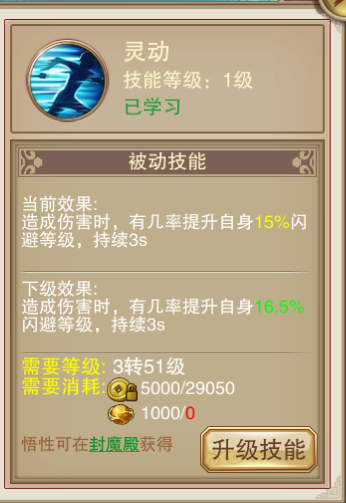 灵动
技能等级：1级
已学习
被动技能
当前效果:
造成伤害时，有几率提升自身15%闪
避等级，持续3s
下级效果:
造成伤害时，有几率提升自身16.5%
闪避等级，持续3s
需要等级: 3转51级
需要消耗: 5000/29050
1000/0
悟性可在封魔殿获得
升级技能